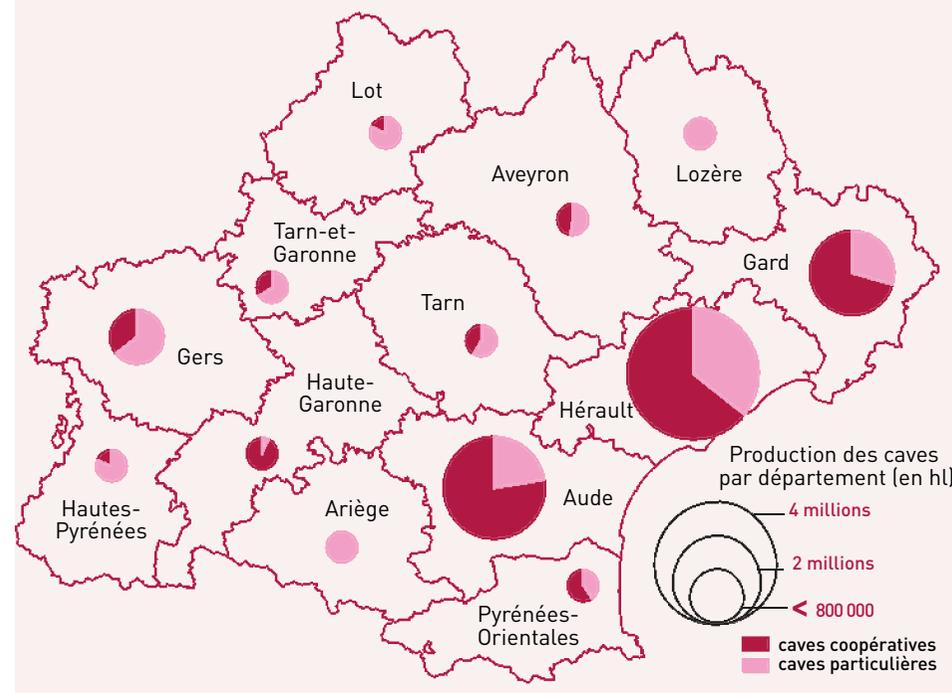 Lot
Aveyron
Lozère
Tarn-et-
Garonne
Gard
Tarn
Gers
Haute-
Garonne
Hérault
Hautes-
Pyrénées
Ariège
Aude
Pyrénées-
Orientales
Production des caves
par département (en hl)
4 millions
2 millions
< 800 000
caves coopératives
caves particulières